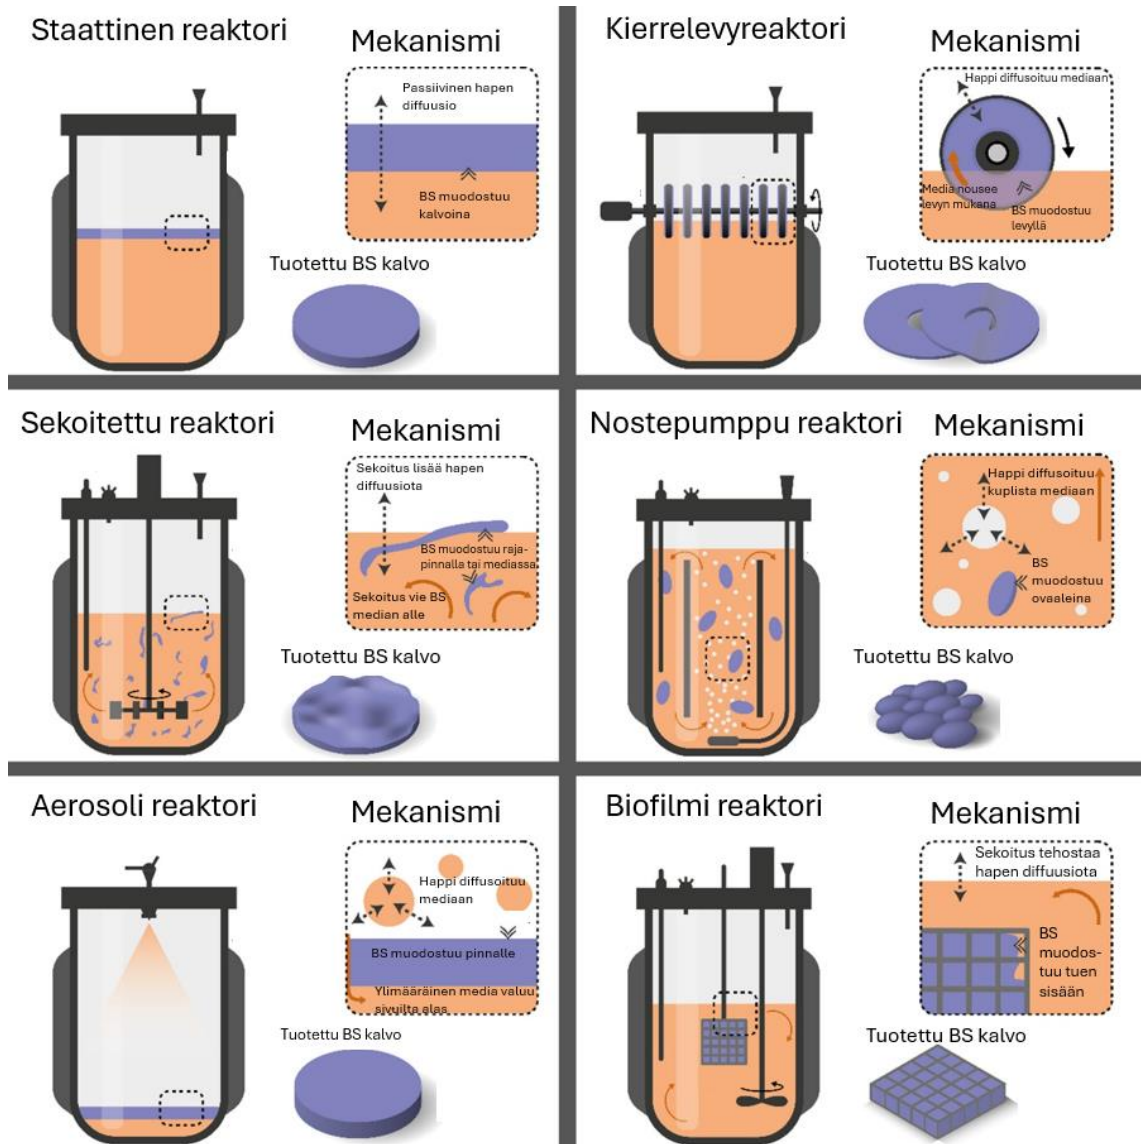 Staattinen reaktori
Mekanismi
Passiivinen hapen
diffuusio
BS muodostuu
kalvoina
Tuotettu BS kalvo
Kierrelevyreaktori
Mekanismi
Happi diffusoituu mediaan
Media nousee
levyn mukana
BS muodostuu
levyllä
Tuotettu BS kalvo
Sekoitettu reaktori
Mekanismi
Sekoitus lisää hapen
diffuusiota
BS muodostuu raja-
pinnalla tai mediassa
Sekoitus vie BS
median alle
Tuotettu BS kalvo
Nostepumppu reaktori
Mekanismi
Happi diffusoituu
kuplista mediaan
BS
muodostuu
ovaaleina
Tuotettu BS kalvo
Aerosoli reaktori
Mekanismi
Happi diffusoituu
mediaan
BS muodostuu pinnalle
Ylimääräinen media valuu
sivuilta alas
Tuotettu BS kalvo
Biofilmi reaktori
Mekanismi
Sekoitus tehostaa
hapen diffuusiota
BS
muodos-
tuu tuen
sisään
Tuotettu BS kalvo